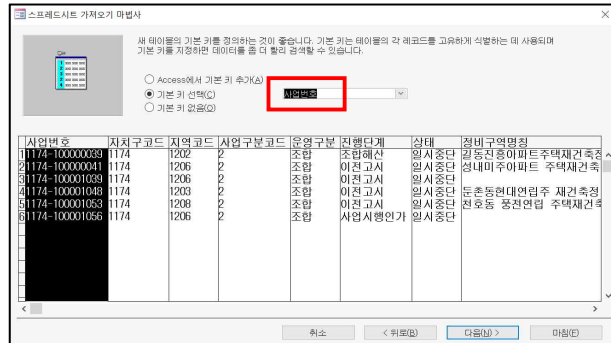 스프레드시트 가져오기 마법사
새 테이블의 기본 키를 정의하는 것이 좋습니다. 기본 키는 테이블의 각 레코드를 고유하게 식별하는 데 사용되며
기본 키를 지정하면 데이터를 좀 더 빨리 검색할 수 있습니다.
Access에서 기본 키 추가(A)
기본 키 선택(C) 사업번호
기본 키 없음(O)
사업번호 자치구코드 지역코드 사업구분코드 운영구분 진행단계 상태 정비구역명칭
1 1174-100000039 1174 1202 2 조합 조합해산 일시중단 길동진흥아파트주택재건축정
2 1174-100000041 1174 1206 2 조합 이전고시 일시중단 성내미주아파트 주택재건축
3 1174-100001039 1174 1206 2 조합 이전고시 일시중단
4 1174-100001048 1174 1203 2 조합 이전고시 일시중단 둔촌동현대연립주 재건축정
5 1174-100001053 1174 1208 2 조합 이전고시 일시중단 천호동 풍전연립 주택재건축
6 1174-100001056 1174 1206 2 조합 사업시행인가 일시중단
취소 < 뒤로(B) 다음(N) > 마침(F)